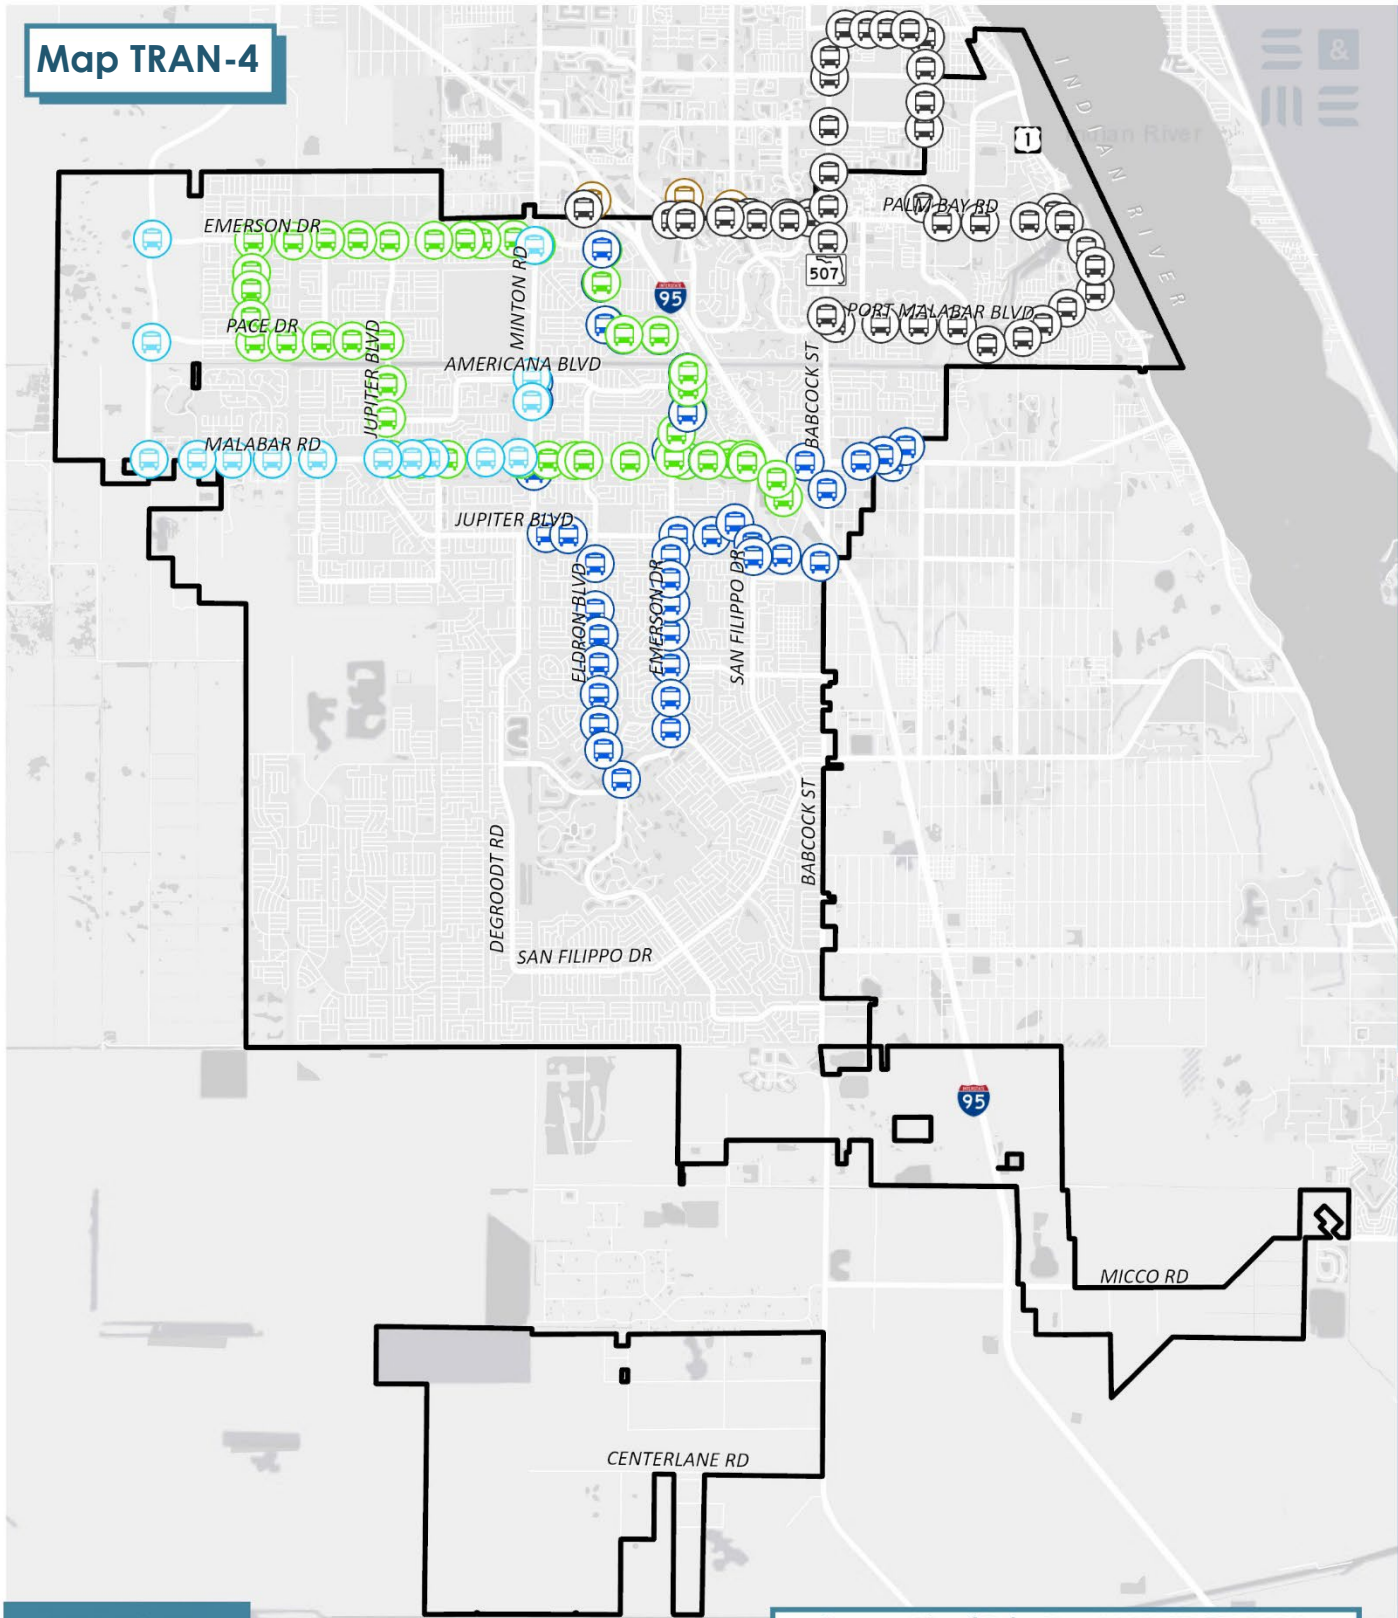 Map TRAN-4
INDIAN RIVER
1
EMERSON DR
PALM BAY RD
MINTON RD
507
95
PACE DR
PORT MALABAR BLVD
JUPITER BLVD
AMERICANA BLVD
BABCOCK ST
MALABAR RD
JUPITER BLVD
ELDRON BLVD
EMERSON DR
SAN FILIPPO DR
BABCOCK ST
DEGROODT RD
SAN FILIPPO DR
95
MICCO RD
CENTERLANE RD